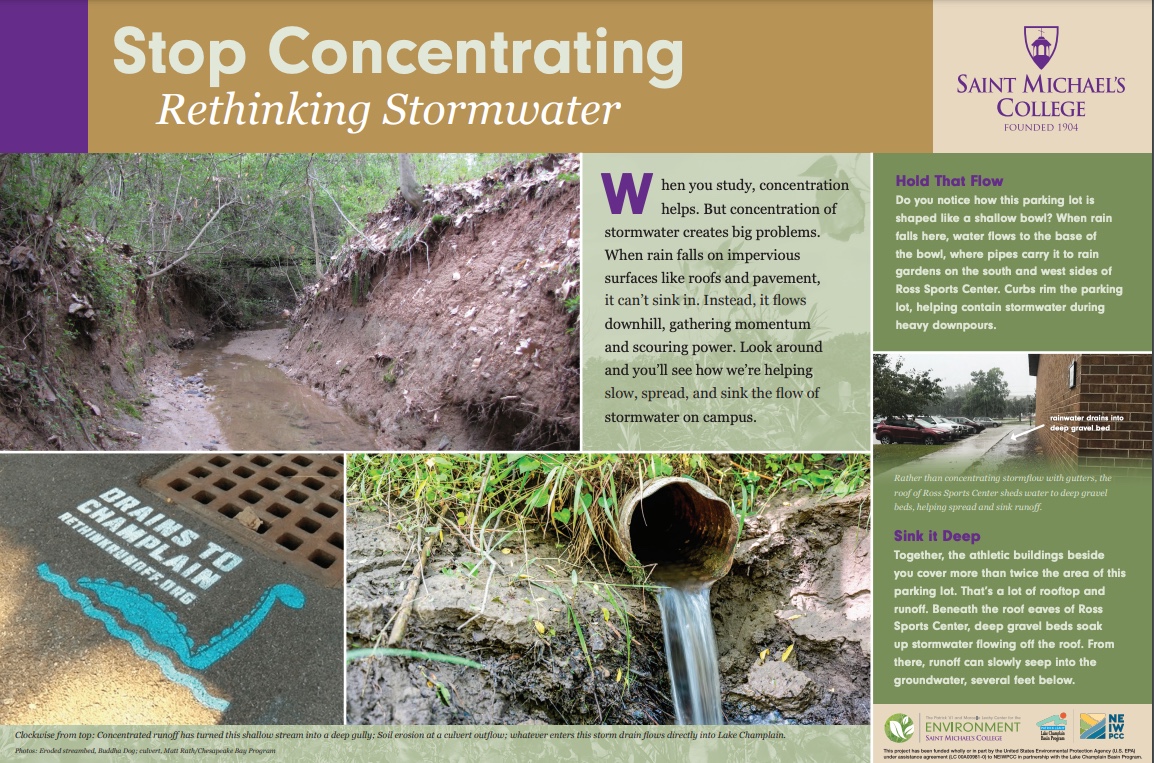 Stop Concentrating
Rethinking Stormwater
SAINT MICHAEL'S
COLLEGE
FOUNDED 1904
When you study, concentration
helps. But concentration of
stormwater creates big problems.
When rain falls on impervious
surfaces like roofs and pavement,
it can't sink in. Instead, it flows
downhill, gathering momentum
and scouring power. Look around
and you'll see how we're helping
slow, spread, and sink the flow of
stormwater on campus.
Hold That Flow
Do you notice how this parking lot is
shaped like a shallow bowl? When rain
falls here, water flows to the base of
the bowl, where pipes carry it to rain
gardens on the south and west sides of
Ross Sports Center. Curbs rim the parking
lot, helping contain stormwater during
heavy downpours.
rainwater drains into
deep gravel bed
Rather than concentrating stormflow with gutters, the
roof of Ross Sports Center sheds water to deep gravel
beds, helping spread and sink runoff.
Sink it Deep
Together, the athletic buildings beside
you cover more than twice the area of this
parking lot. That's a lot of rooftop and
runoff. Beneath the roof eaves of Ross
Sports Center, deep gravel beds soak
up stormwater flowing off the roof. From
there, runoff can slowly seep into the
groundwater, several feet below.
DRAINS TO
CHAMPLAIN
RETHINKRUNOFF.ORG
Clockwise from top: Concentrated runoff has turned this shallow stream into a deep gully; Soil erosion at a culvert outflow; whatever enters this storm drain flows directly into Lake Champlain.
Photos: Eroded streambed, Buddha Dog; culvert, Matt Rath/Chesapeake Bay Program
Center for the
ENVIRONMENT
SAINT MICHAEL'S COLLEGE
Lake Champlain
Basin Program
NE
IW
PCC
This project has been funded wholly or in part by the United States Environmental Protection Agency (U.S. EPA)
under assistance agreement (LC 00A00981-0) to NEIWPCC in partnership with the Lake Champlain Basin Program.